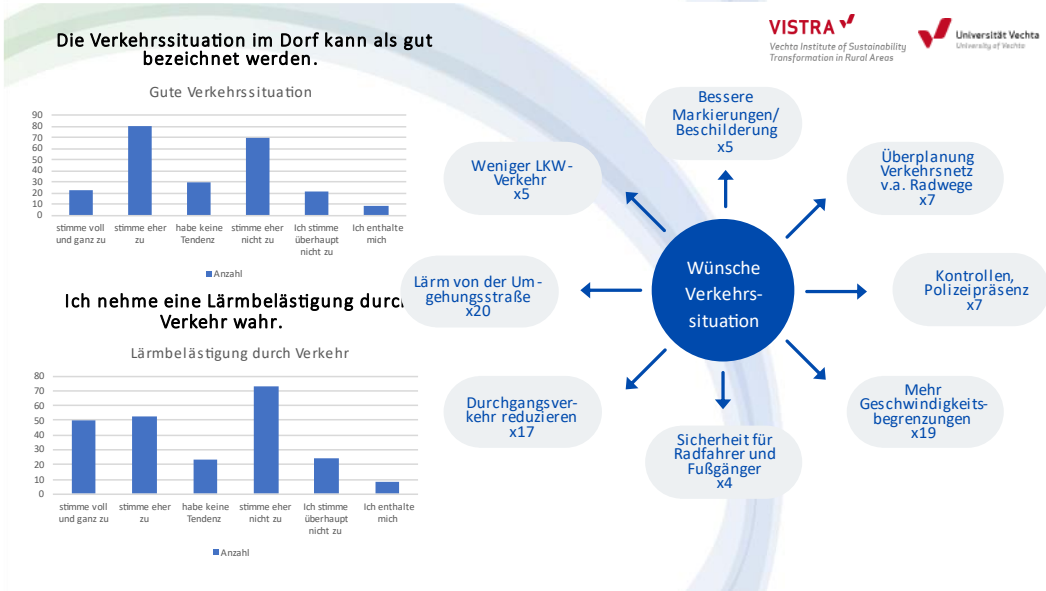 Die Verkehrssituation im Dorf kann als gut
bezeichnet werden.
Gute Verkehrssituation
90
80
70
60
50
40
30
20
10
0
stimme voll
und ganz zu
stimme eher
zu
habe keine
Tendenz
stimme eher
nicht zu
Ich stimme
überhaupt
nicht zu
Ich enthalte
mich
Anzahl
Ich nehme eine Lärmbelästigung durc
Verkehr wahr.
Lärmbelästigung durch Verkehr
80
70
60
50
40
30
20
10
0
stimme voll
und ganz zu
stimme eher
zu
habe keine
Tendenz
stimme eher
nicht zu
Ich stimme
überhaupt
nicht zu
Ich enthalte
mich
Anzahl
VISTRA
Vechta Institute of Sustainability
Transformation in Rural Areas
Universität Vechta
University of Vechta
Wünsche
Verkehrs-
situation
Bessere
Markierungen/
Beschilderung
x5
Überplanung
Verkehrsnetz
v.a. Radwege
x7
Kontrollen,
Polizeipräsenz
x7
Mehr
Geschwindigkeits-
begrenzungen
x19
Sicherheit für
Radfahrer und
Fußgänger
x4
Durchgangsver-
kehr reduzieren
x17
Lärm von der Um-
gehungsstraße
x20
Weniger LKW-
Verkehr
x5